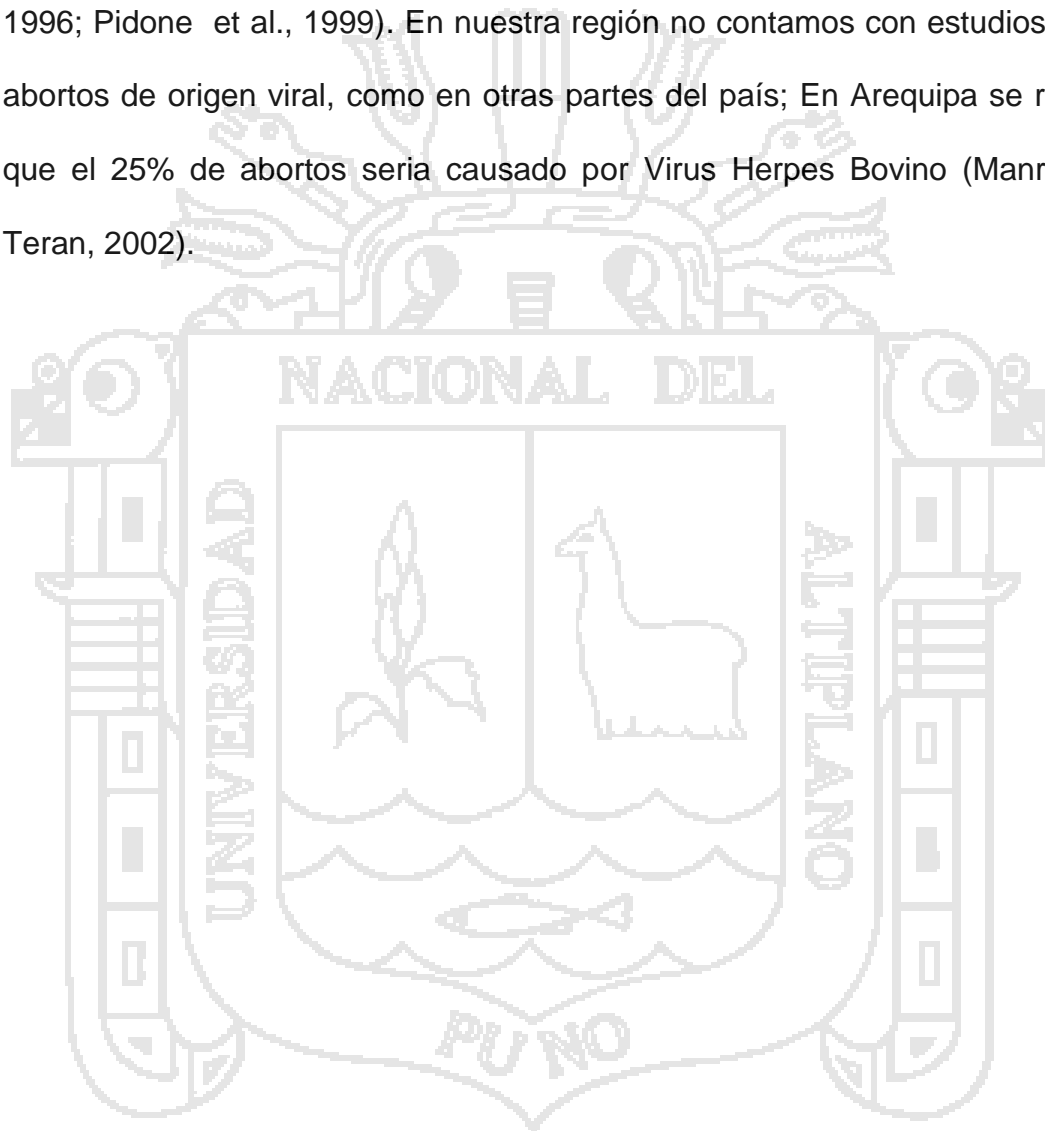 1996; Pidone et al., 1999). En nuestra región no contamos con estudios
abortos de origen viral, como en otras partes del país; En Arequipa se
que el 25% de abortos seria causado por Virus Herpes Bovino
Teran, 2002).
NACIONAL DEL
UNIVERSIDAD
ALTIPLANO
PUNO